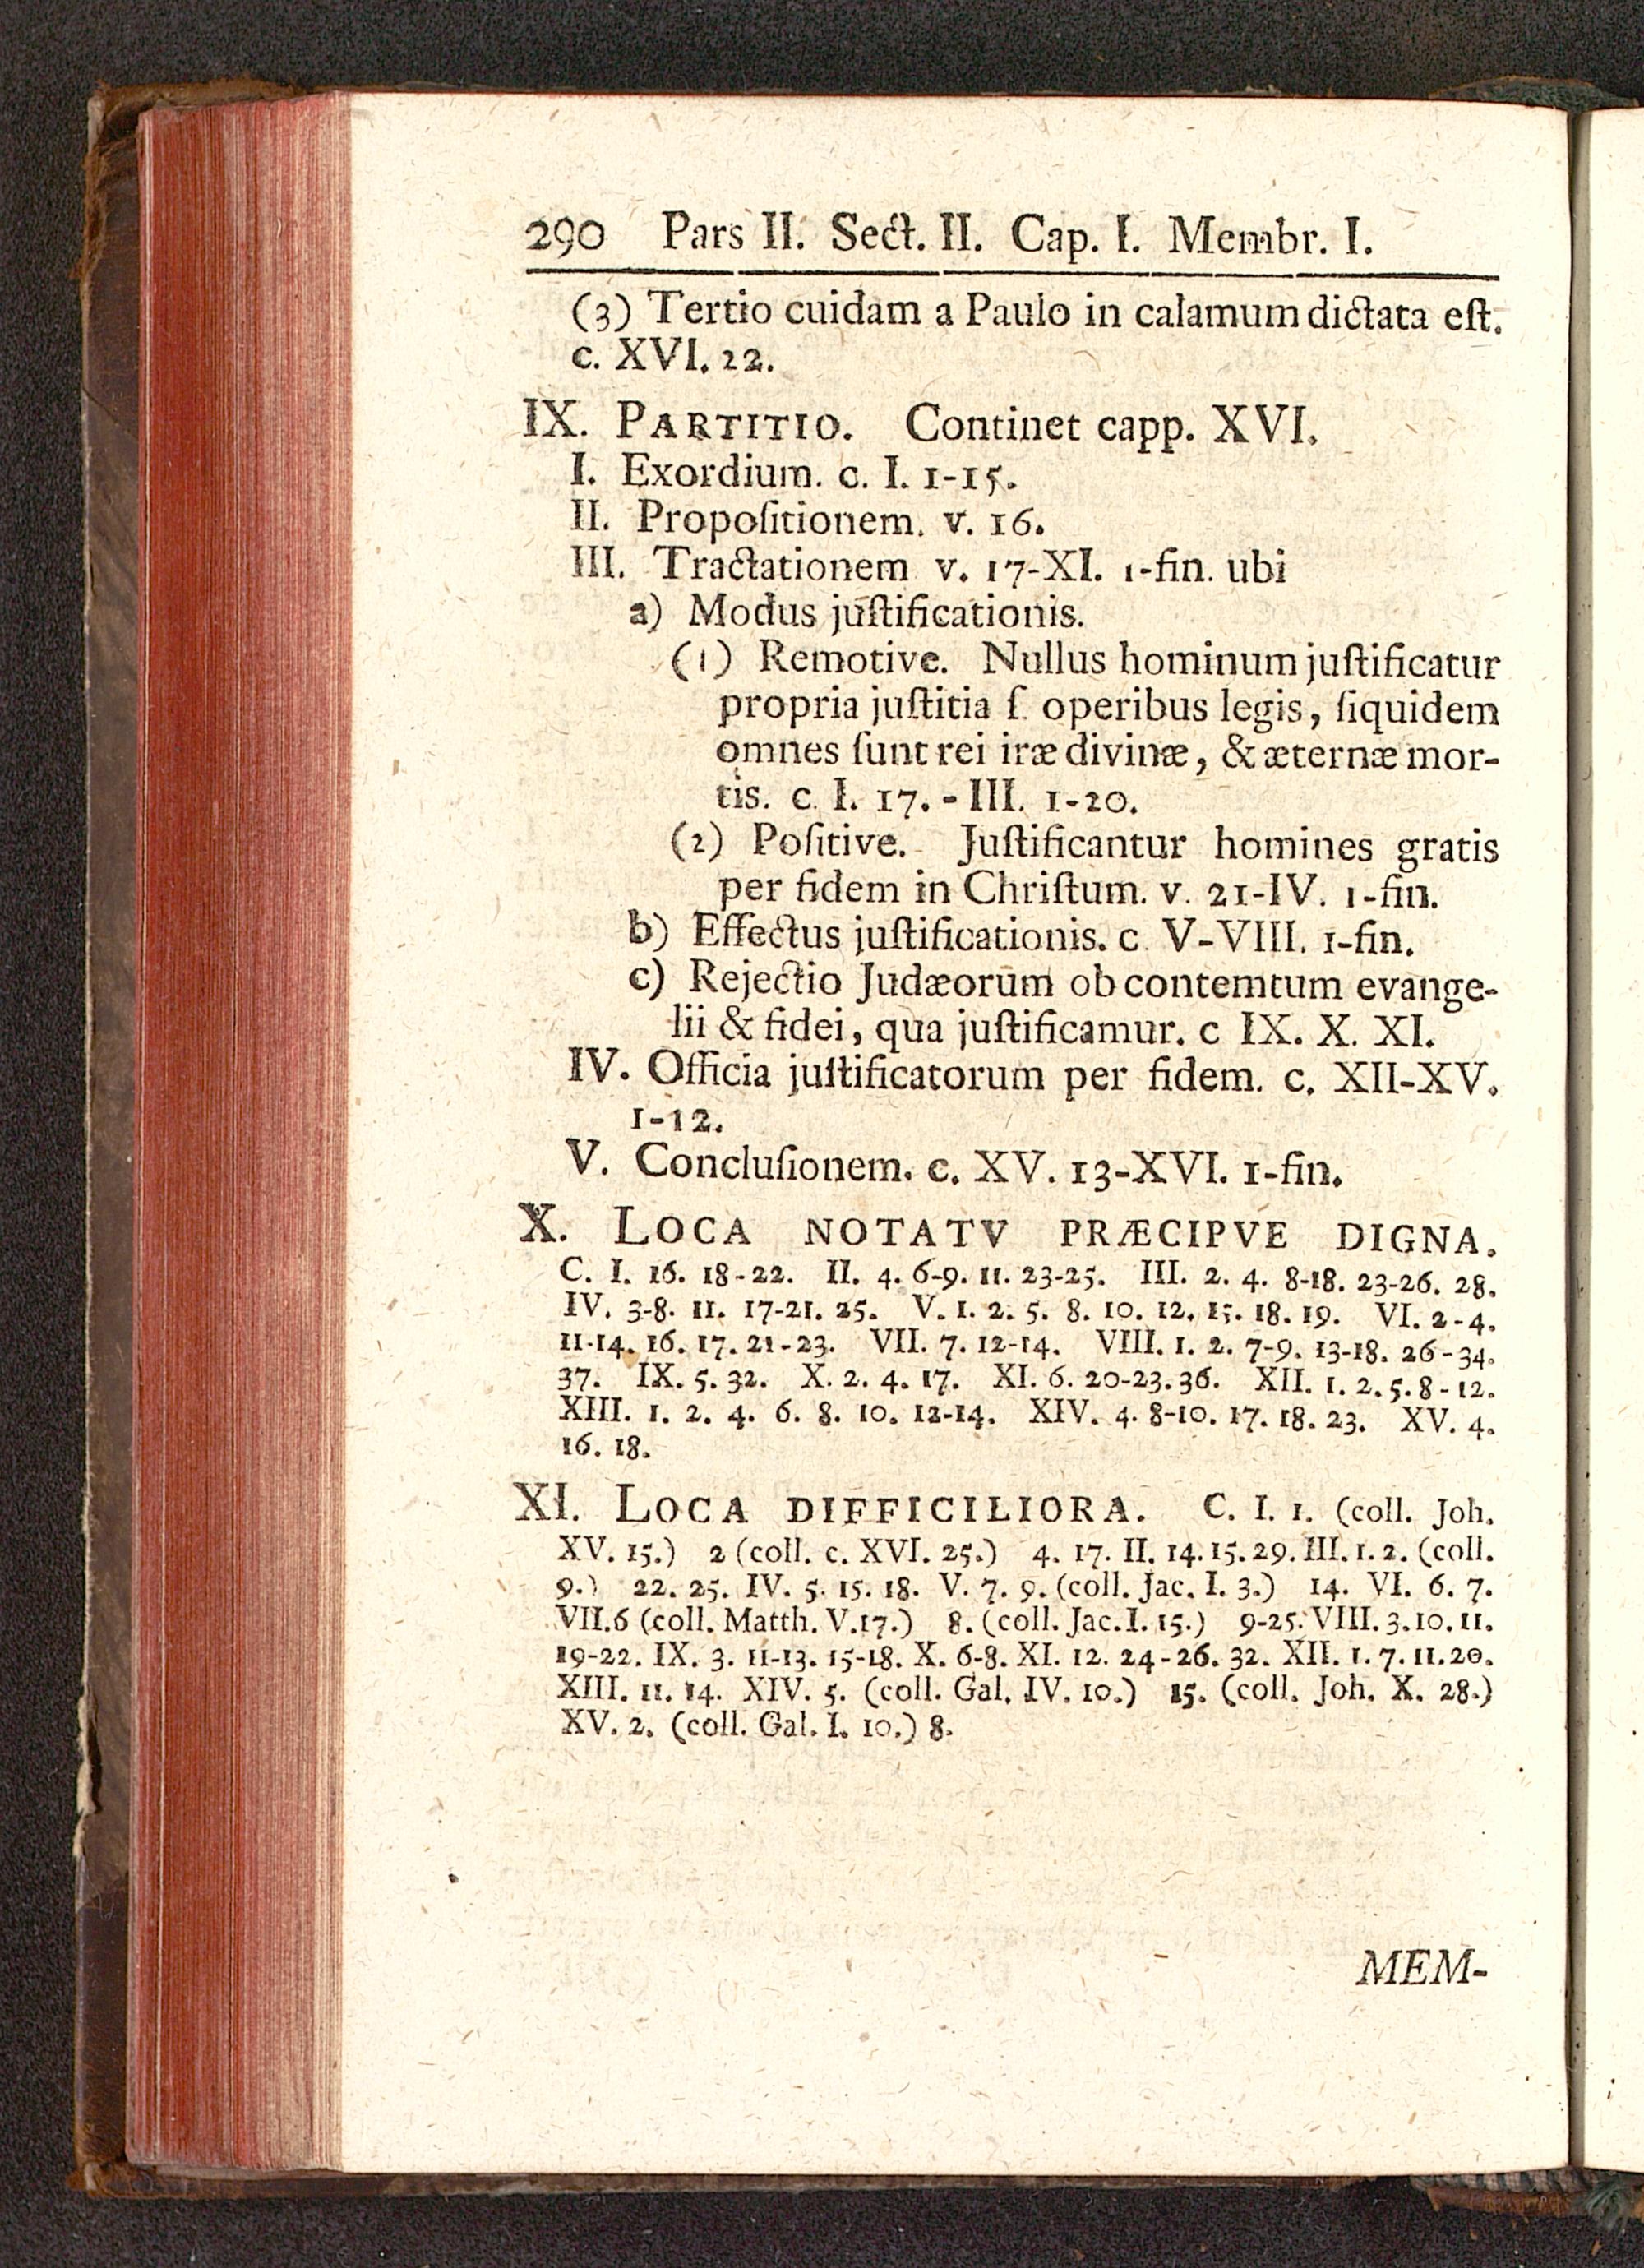 290 Pars II. Sect. II. Cap. I. Membr. I.
(3) Tertio cuidam a Paulo in calamum dictata eſt.
c. XVI. 22.
IX. PARTITIO. Continet capp. XVI.
I. Exordium. c. I. 1-15.
II. Propoſitionem. v. 16.
III. Tractationem v. 17-XI. 1-fin. ubi
a) Modus juſtificationis.
(1) Remotive. Nullus hominum juſtificatur
propria juſtitia ſ. operibus legis, ſiquidem
omnes ſunt rei iræ divinæ, & æternæ mor-
tis. c. I. 17. - III. 1-20.
(2) Poſitive. Juſtificantur homines gratis
per fidem in Chriſtum. v. 21-IV. 1-fin.
b) Effectus juſtificationis. c. V-VIII. 1-fin.
c) Rejectio Judæorum ob contemtum evange-
lii & fidei, qua juſtificamur. c IX. X. XI.
IV. Officia juſtificatorum per fidem. c. XII-XV.
1-12.
V. Concluſionem. c. XV. 13-XVI. 1-fin.
X. LOCA NOTATV PRÆCIPVE DIGNA.
C. I. 16. 18-22. II. 4. 6-9. 11. 23-25. III. 2. 4. 8-18. 23-26. 28.
IV. 3-8. 11. 17-21. 25. V. 1. 2. 5. 8. 10. 12. 15. 18. 19. VI. 2-4.
11-14. 16. 17. 21-23. VII. 7. 12-14. VIII. 1. 2. 7-9. 13-18. 26-34.
37. IX. 5. 32. X. 2. 4. 17. XI. 6. 20-23. 36. XII. 1. 2. 5. 8-12.
XIII. 1. 2. 4. 6. 8. 10. 12-14. XIV. 4. 8-10. 17. 18. 23. XV. 4.
16. 18.
XI. LOCA DIFFICILIORA. C. I. 1. (coll. Joh.
XV. 15.) 2 (coll. c. XVI. 25.) 4. 17. II. 14. 15. 29. III. 1. 2. (coll.
9.) 22. 25. IV. 5. 15. 18. V. 7. 9. (coll. Jac. I. 3.) 14. VI. 6. 7.
VII. 6 (coll. Matth. V. 17.) 8. (coll. Jac. I. 15.) 9-25. VIII. 3. 10. 11.
19-22. IX. 3. 11-13. 15-18. X. 6-8. XI. 12. 24-26. 32. XII. 1. 7. 11. 20.
XIII. 11. 14. XIV. 5. (coll. Gal. IV. 10.) 15. (coll. Joh. X. 28.)
XV. 2. (coll. Gal. I. 10.) 8.
MEM-